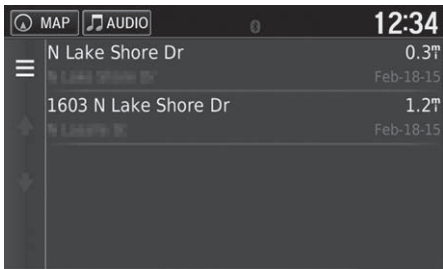 MAP AUDIO 12:34
N Lake Shore Dr 0.3mi
Feb-18-15
1603 N Lake Shore Dr 1.2mi
Feb-18-15